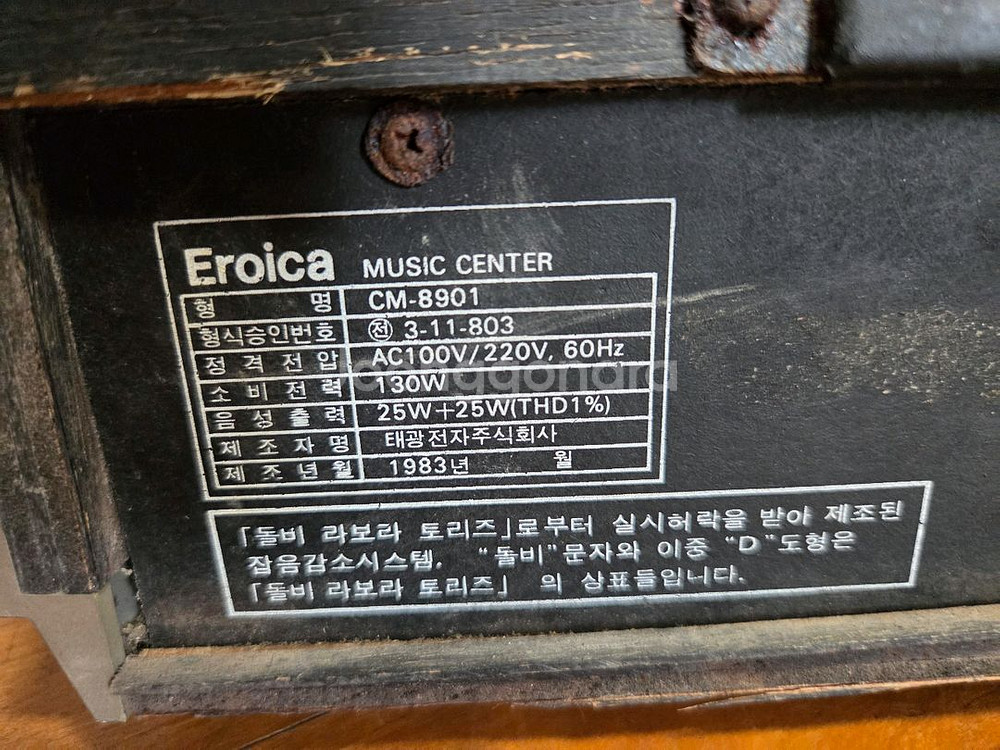 Eroica MUSIC CENTER
형 명 CM-8901
형식승인번호 ㉠ 3-11-803
정격전압 AC100V/220V, 60Hz
소비전력 130W
음성출력 25W+25W(THD1%)
제조자명 태광전자주식회사
제조년월 1983년 월
「돌비 라보라 토리즈」로부터 실시허락을 받아 제조된
잡음감소시스템. "돌비"문자와 이중 "D"도형은
「돌비 라보라 토리즈」 의 상표들입니다.